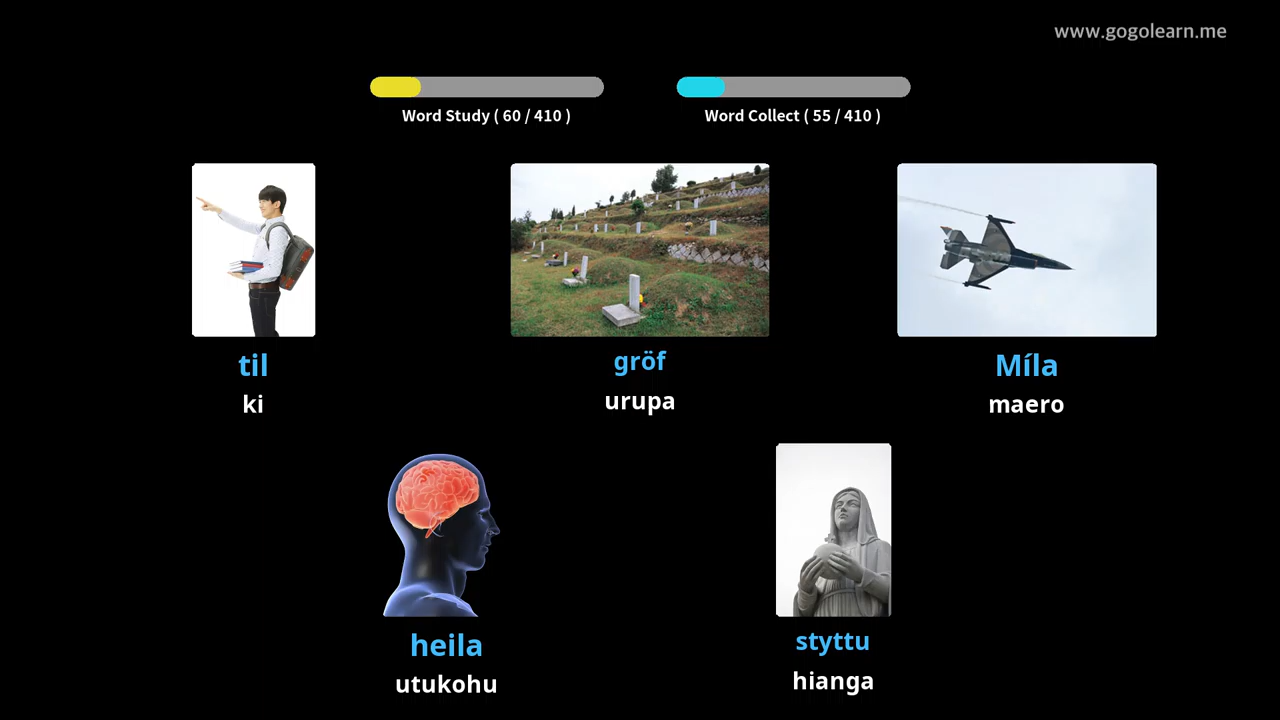 www.gogolearn.me
Word Study ( 60 / 410 )
Word Collect ( 55 / 410 )
til
ki
gröf
urupa
Míla
maero
heila
utukohu
styttu
hianga